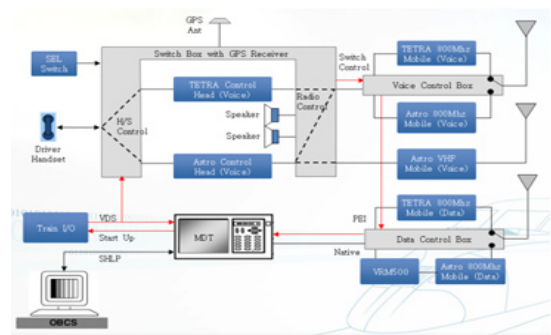 GPS
Ant
Switch Box with GPS Receiver
SEL
Switch
Switch
Control
TETRA 800Mhz
Mobile (Voice)
TETRA Control
Head (Voice)
Radio
Control
Voice Control Box
Speaker
Speaker
H/S
Control
Astro 800Mhz
Mobile (Voice)
Driver
Handset
Astro Control
Head (Voice)
Astro VHF
Mobile (Voice)
TETRA 800Mhz
Mobile (Data)
Train I/O
VDS
Start Up
MDT
PEI
Data Control Box
Native
SHLP
VRM500
Astro 800Mhz
Mobile (Data)
OBCS